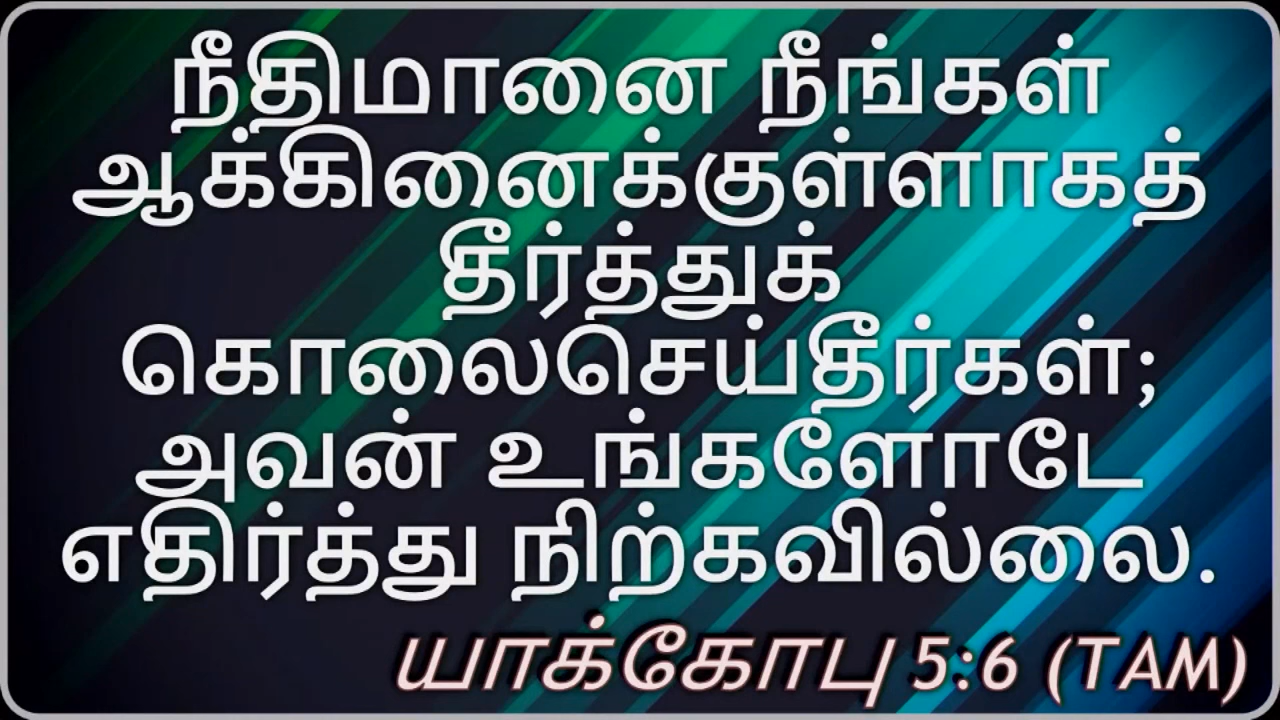 நீதிமானை நீங்கள்
ஆக்கினைக்குள்ளாகத்
தீர்த்துக்
கொலைசெய்தீர்கள்;
அவன் உங்களோடே
எதிர்த்து நிற்கவில்லை.
யாக்கோபு 5:6 (TAM)